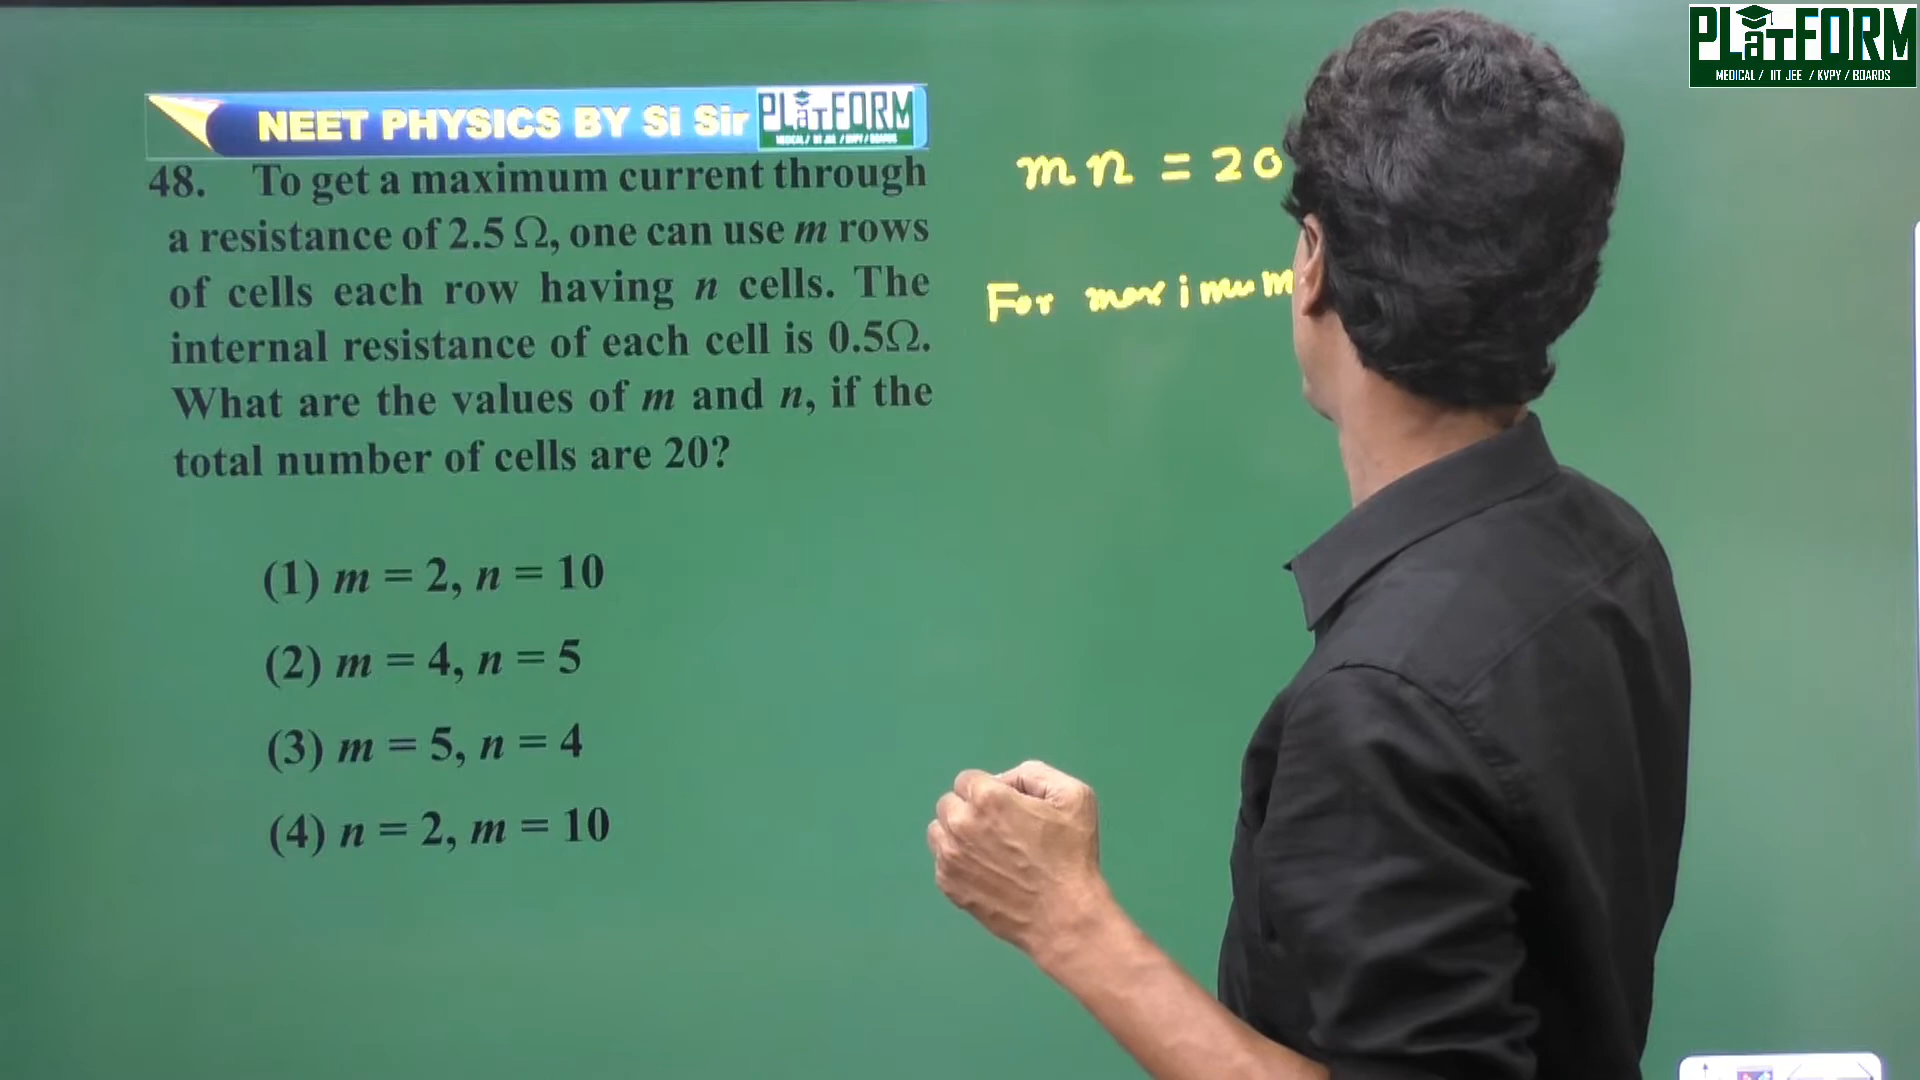 PLaTFORM
MEDICAL / IIT JEE / KVPY / BOARDS
NEET PHYSICS BY Si Sir
PLaTFORM
MEDICAL / IIT JEE / KVPY / BOARDS
48. To get a maximum current through
a resistance of 2.5 Ω, one can use m rows
of cells each row having n cells. The
internal resistance of each cell is 0.5Ω.
What are the values of m and n, if the
total number of cells are 20?
(1) m = 2, n = 10
(2) m = 4, n = 5
(3) m = 5, n = 4
(4) n = 2, m = 10
mn = 20
For maximum